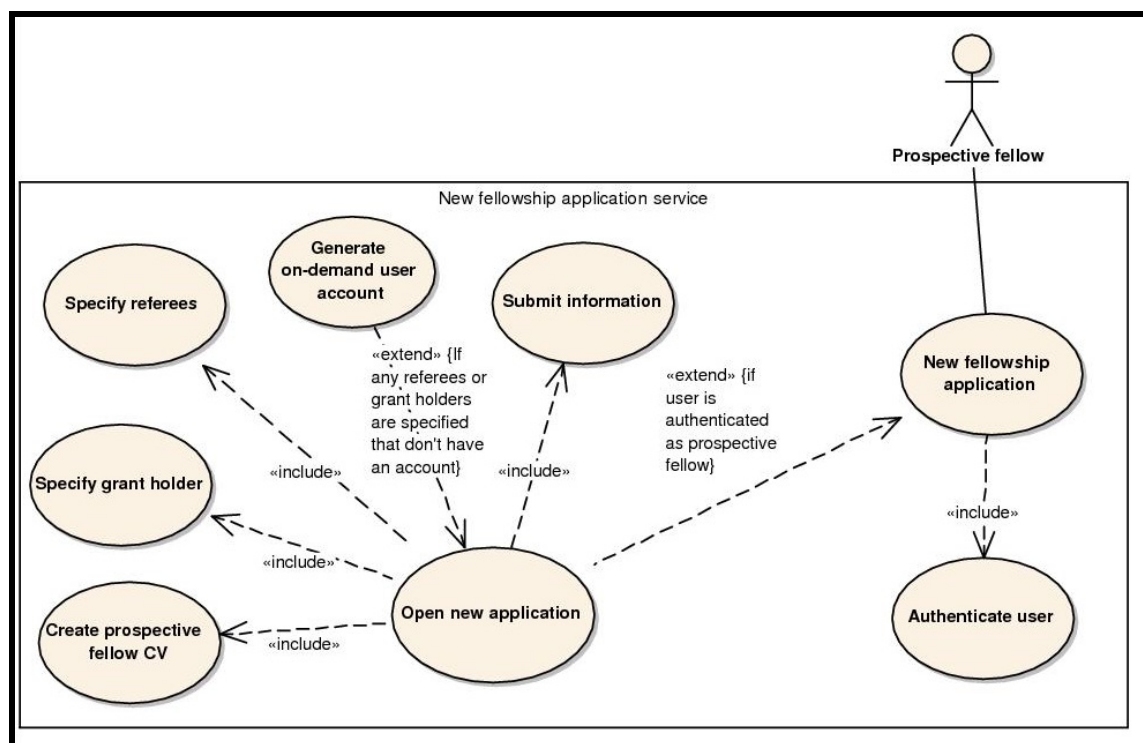 Prospective fellow
New fellowship application service
Generate
on-demand user
account
Specify referees
Submit information
«extend» {If
any referees or
grant holders
are specified
that don't have
an account}
«extend» {if
user is
authenticated
as prospective
fellow}
New fellowship
application
«include»
«include»
Specify grant holder
«include»
«include»
Open new application
Authenticate user
Create prospective
fellow CV
«include»